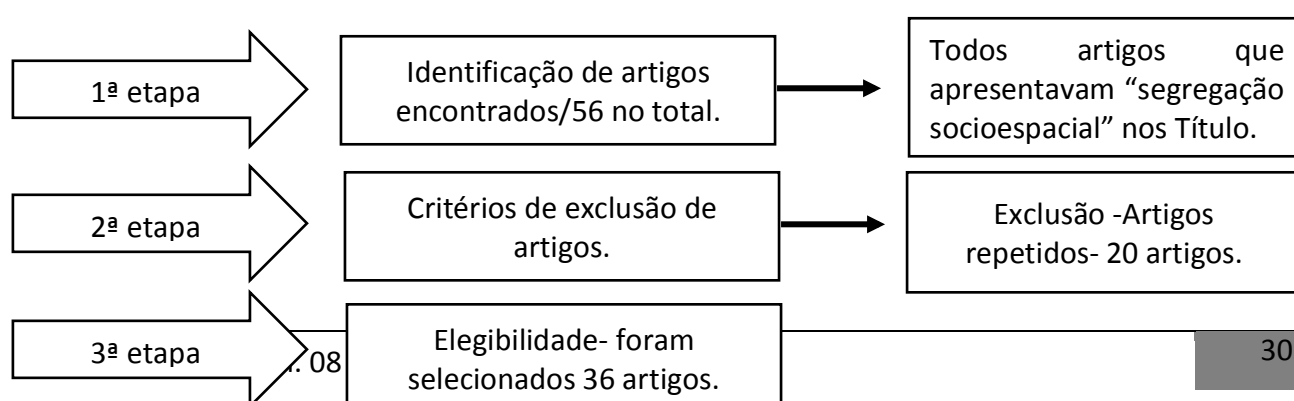 1ª etapa
Identificação de artigos
encontrados/56 no total.
Todos artigos que
apresentavam “segregação
socioespacial” nos Título.
2ª etapa
Critérios de exclusão de
artigos.
Exclusão -Artigos
repetidos- 20 artigos.
3ª etapa
08
Elegibilidade- foram
selecionados 36 artigos.
30